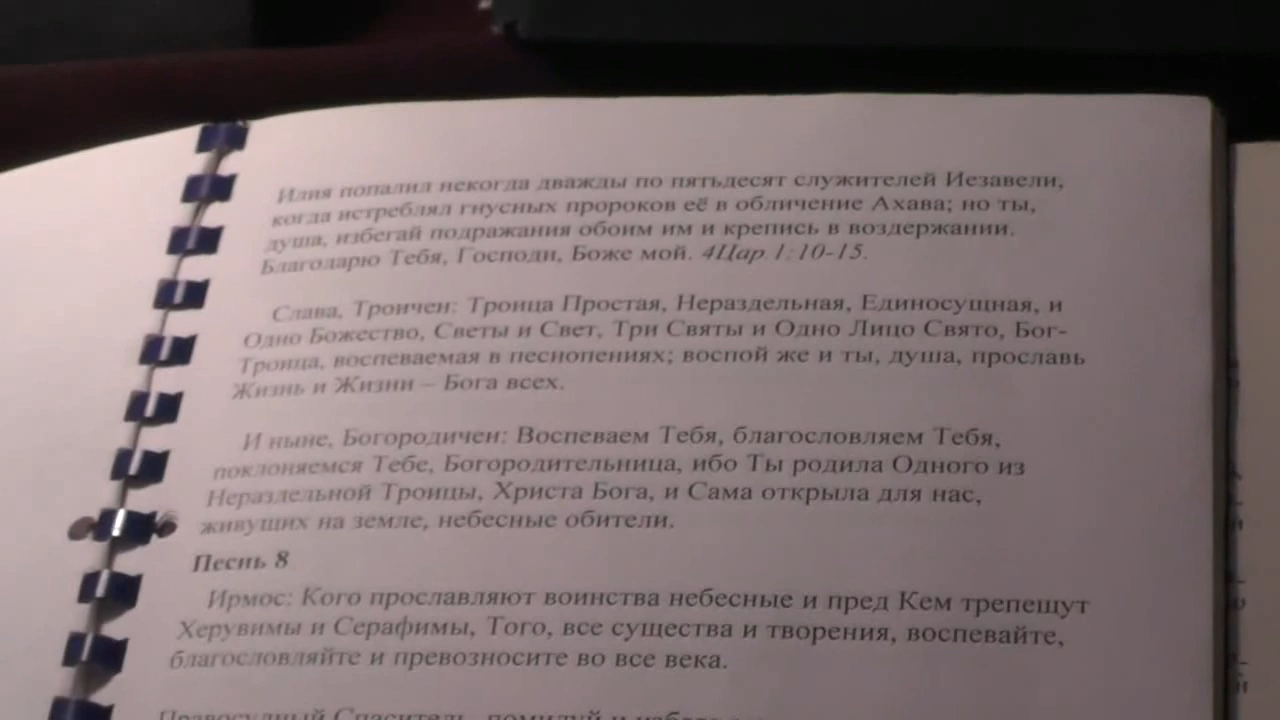 Илия попалил некогда дважды по пятьдесят служителей Иезавели,
когда истреблял гнусных пророков её в обличение Ахава; но ты,
душа, избегай подражания обоим им и крепись в воздержании.
Благодарю Тебя, Господи, Боже мой. 4Цар.1:10-15.
Слава, Троичен: Троица Простая, Нераздельная, Единосущная, и
Одно Божество, Светы и Свет, Три Святы и Одно Лицо Свято, Бог-
Троица, воспеваемая в песнопениях; воспой же и ты, душа, прославь
Жизнь и Жизни – Бога всех.
И ныне, Богородичен: Воспеваем Тебя, благословляем Тебя,
поклоняемся Тебе, Богородительница, ибо Ты родила Одного из
Нераздельной Троицы, Христа Бога, и Сама открыла для нас,
живущих на земле, небесные обители.
Песнь 8
Ирмос: Кого прославляют воинства небесные и пред Кем трепещут
Херувимы и Серафимы, Того, все существа и творения, воспевайте,
благословляйте и превозносите во все века.
Правосудный Спаситель, помилуй и